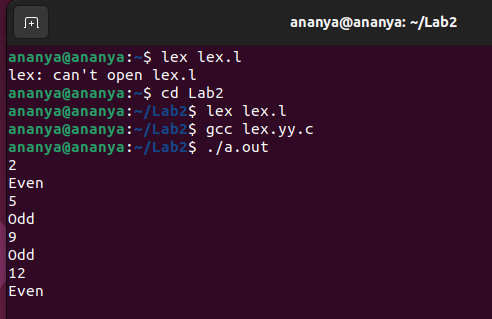 ananya@ananya: ~/Lab2
ananya@ananya:~$ lex lex.l
lex: can't open lex.l
ananya@ananya:~$ cd Lab2
ananya@ananya:~/Lab2$ lex lex.l
ananya@ananya:~/Lab2$ gcc lex.yy.c
ananya@ananya:~/Lab2$ ./a.out
2
Even
5
Odd
9
Odd
12
Even